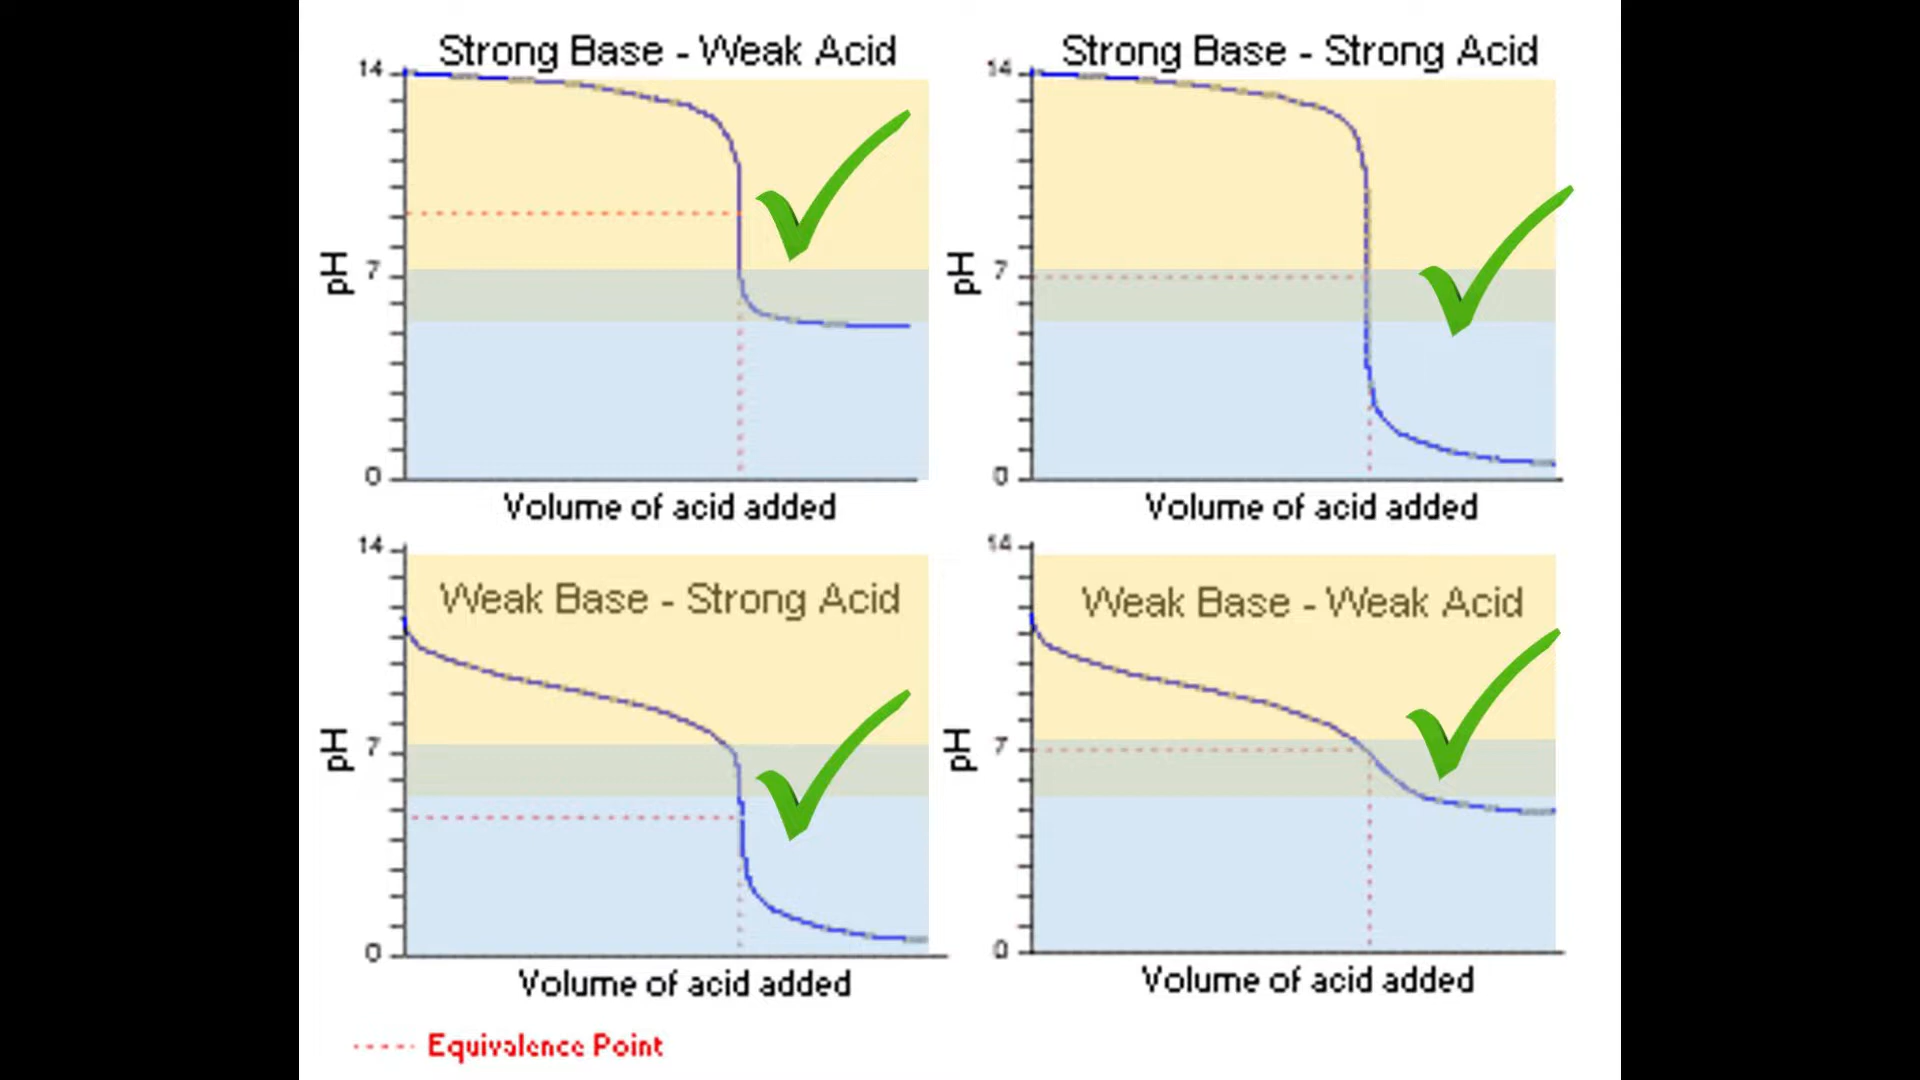 Strong Base - Weak Acid
14
pH
7
0
Volume of acid added
Strong Base - Strong Acid
14
pH
7
0
Volume of acid added
14
Weak Base - Strong Acid
pH
7
0
Volume of acid added
14
Weak Base - Weak Acid
pH
7
0
Volume of acid added
Equivalence Point